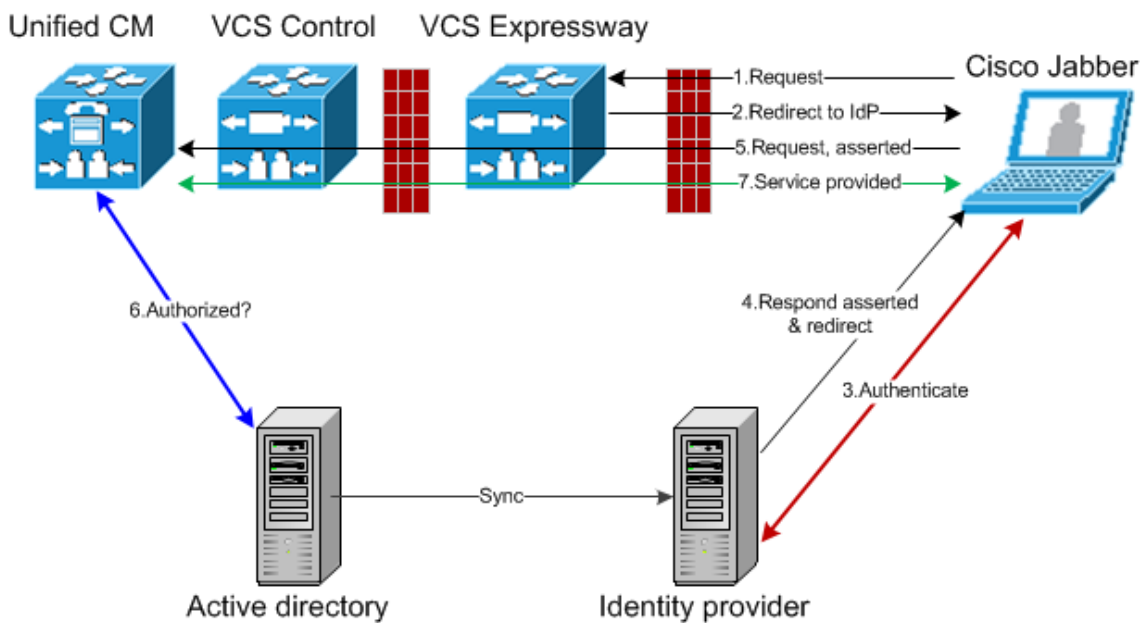 Unified CM
VCS Control
VCS Expressway
Cisco Jabber
1.Request
2.Redirect to IdP
5.Request, asserted
7.Service provided
6.Authorized?
4.Respond asserted
& redirect
3.Authenticate
Sync
Active directory
Identity provider